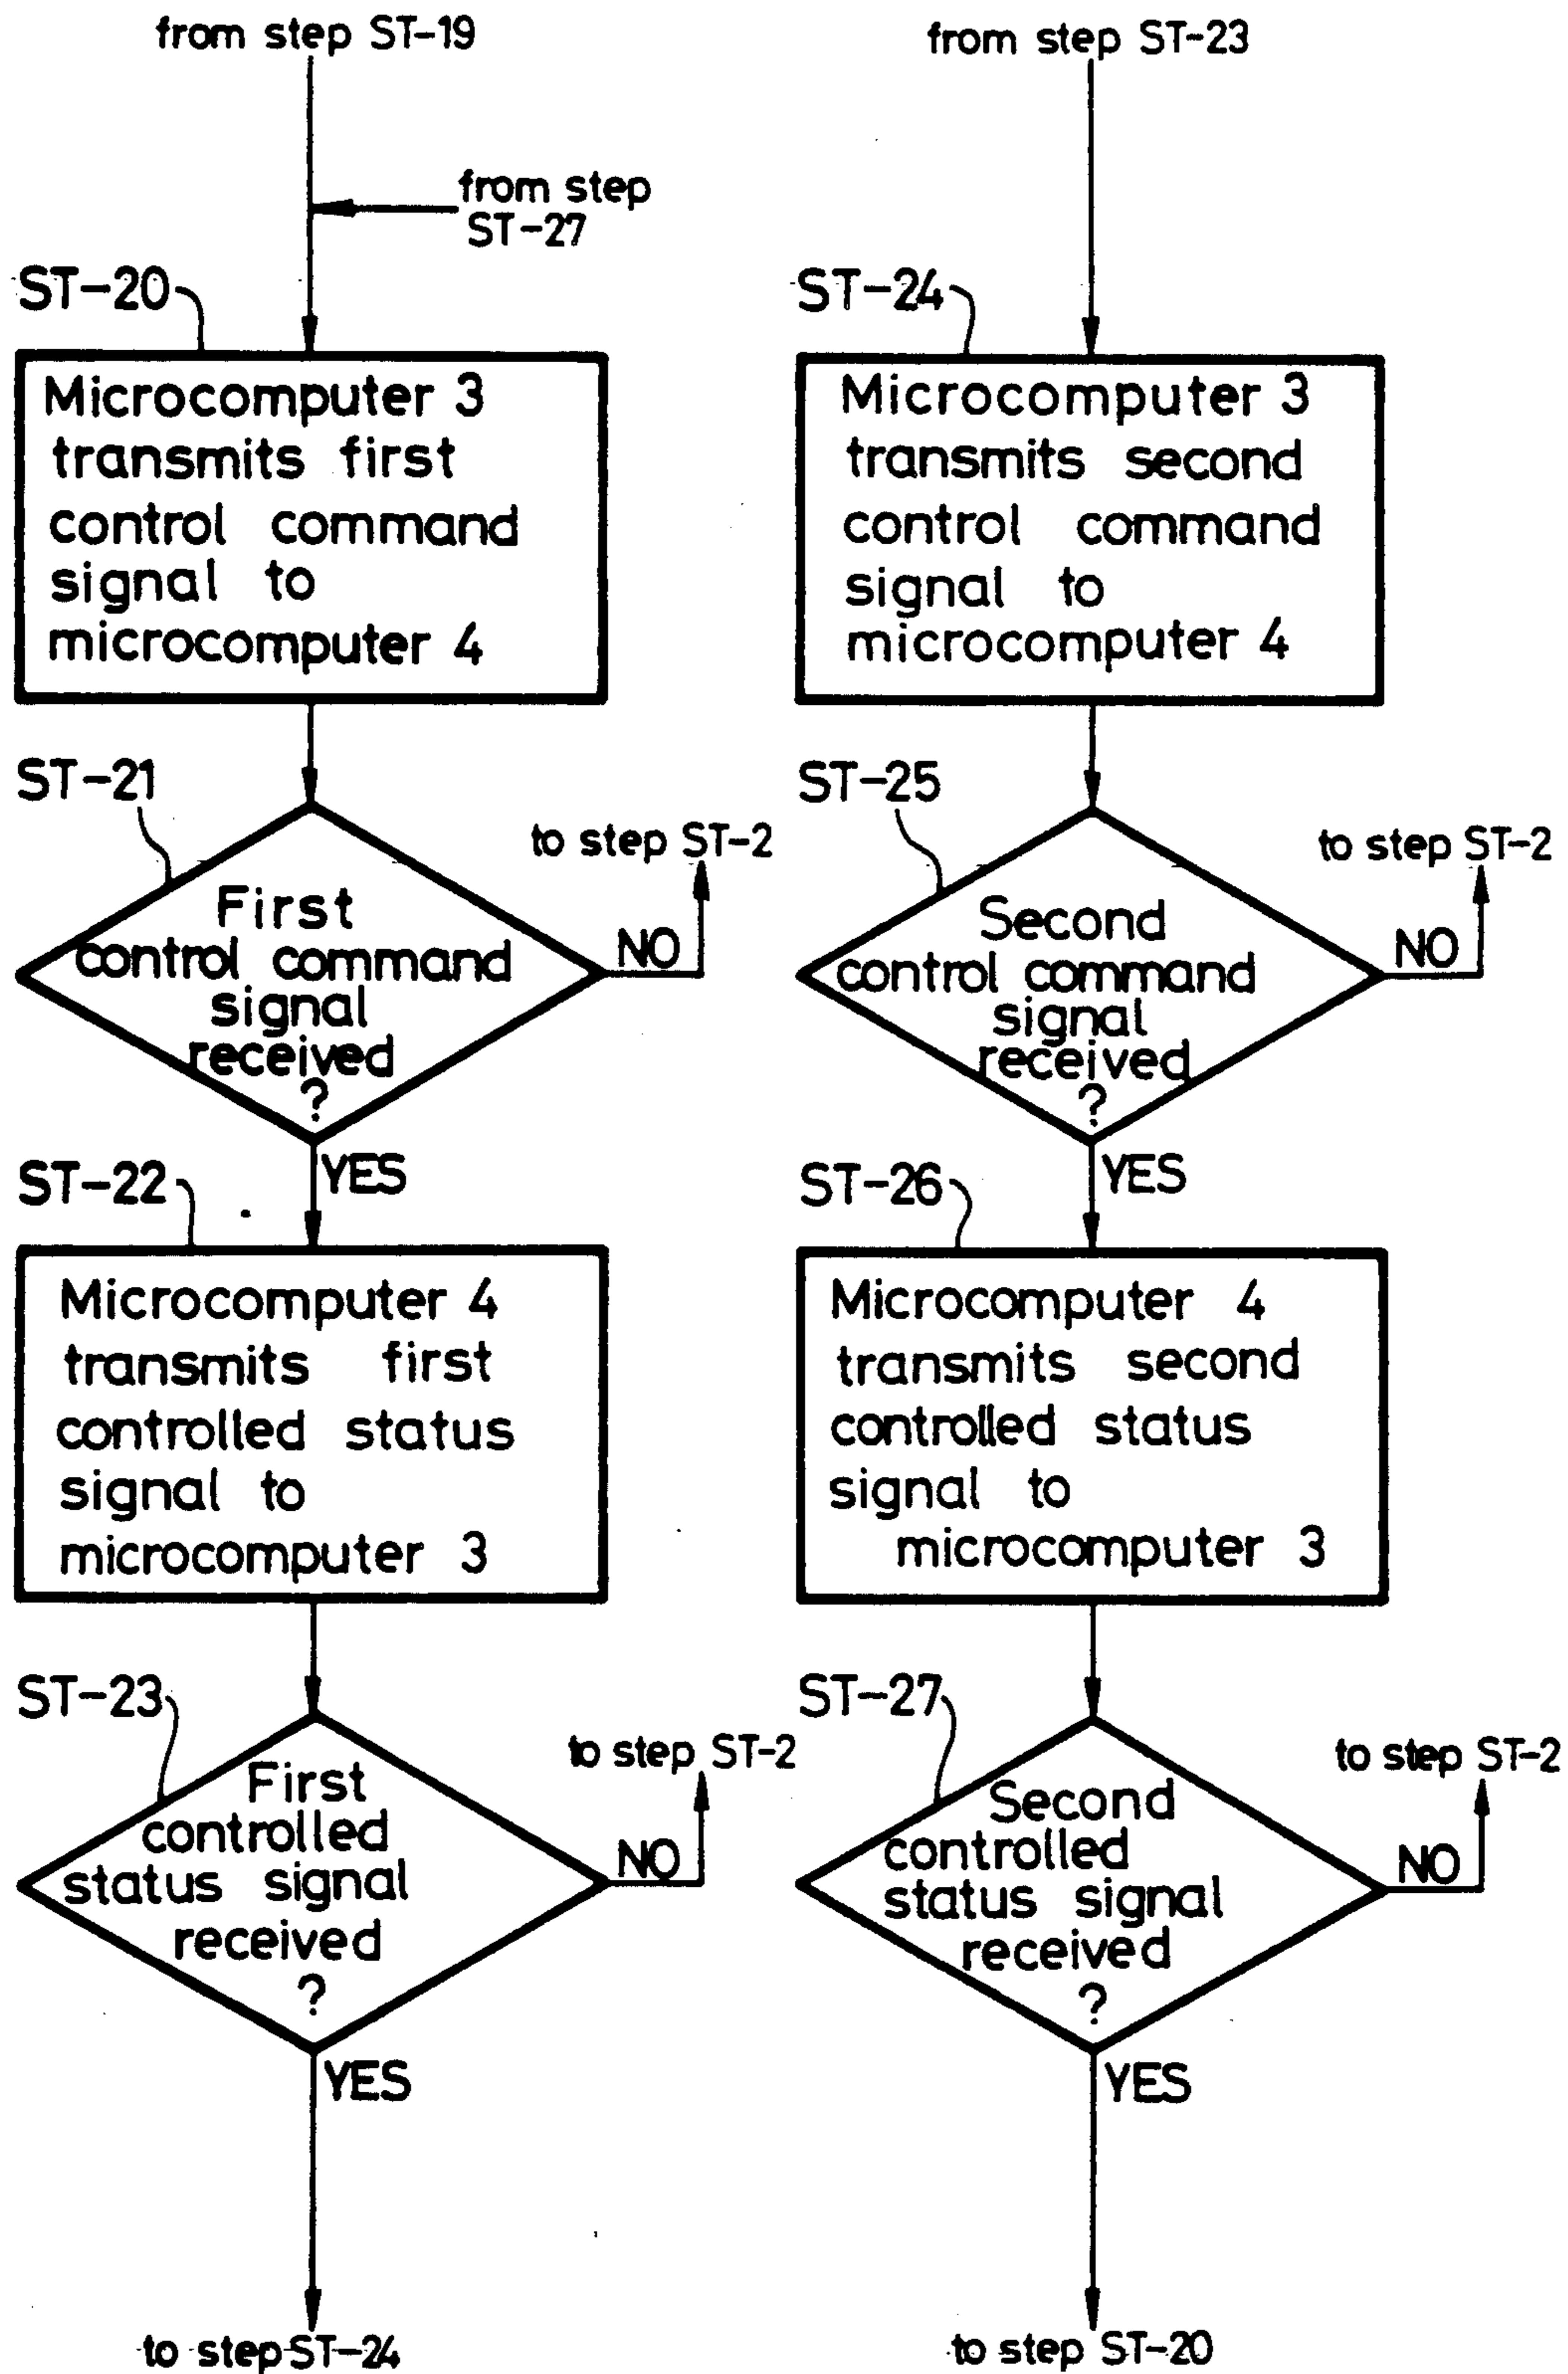 from step ST-19
from step
ST-27
ST-20
Microcomputer 3
transmits first
control command
signal to
microcomputer 4
ST-21
to step ST-2
First
control command
signal
received
?
NO
YES
ST-22
Microcomputer 4
transmits first
controlled status
signal to
microcomputer 3
ST-23
to step ST-2
First
controlled
status signal
received
?
NO
YES
to step ST-24
from step ST-23
ST-24
Microcomputer 3
transmits second
control command
signal to
microcomputer 4
ST-25
to step ST-2
Second
control command
signal
received
?
NO
YES
ST-26
Microcomputer 4
transmits second
controlled status
signal to
microcomputer 3
ST-27
to step ST-2
Second
controlled
status signal
received
?
NO
YES
to step ST-20